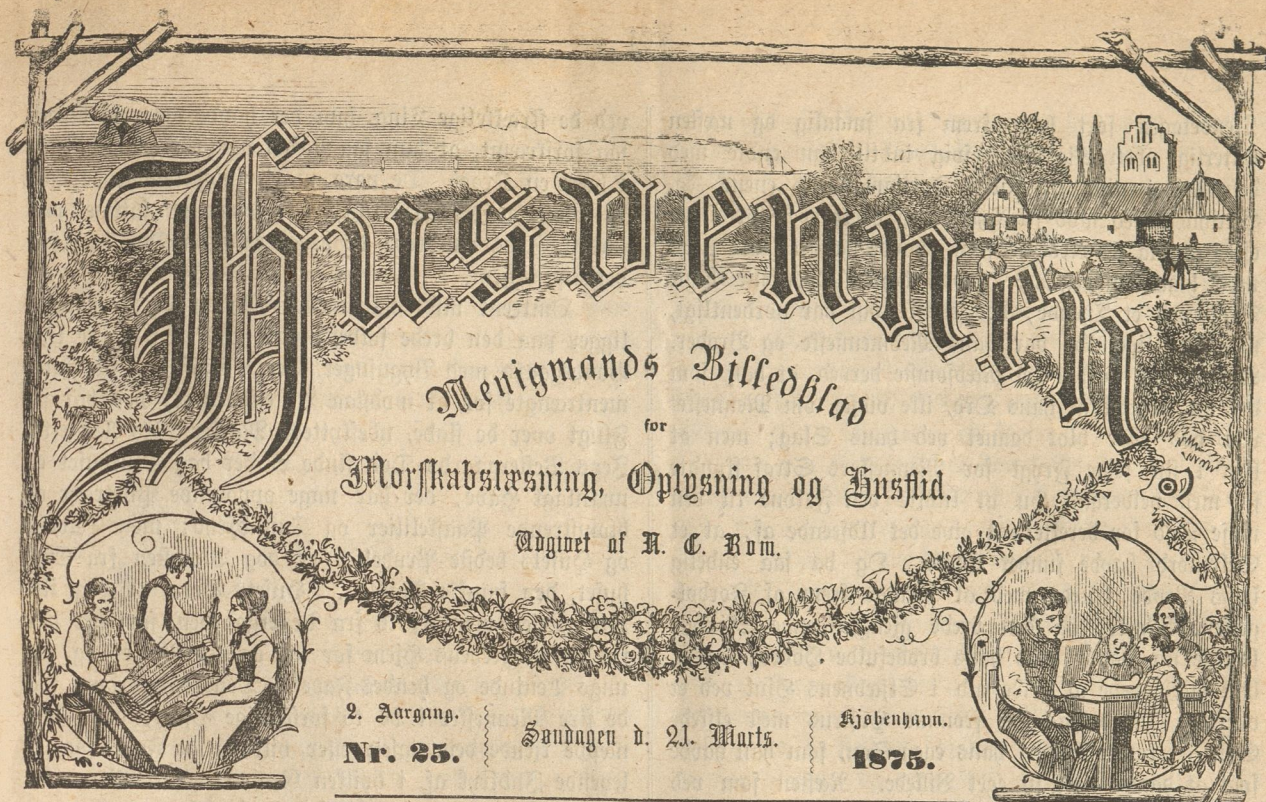 Husvennen
Menigmands Billedblad
for
Morskabslæsning, Oplysning og Husflid.
Udgivet af N. C. Rom.
2. Aargang.
Nr. 25.
Søndagen d. 21. Marts.
Kjøbenhavn.
1875.